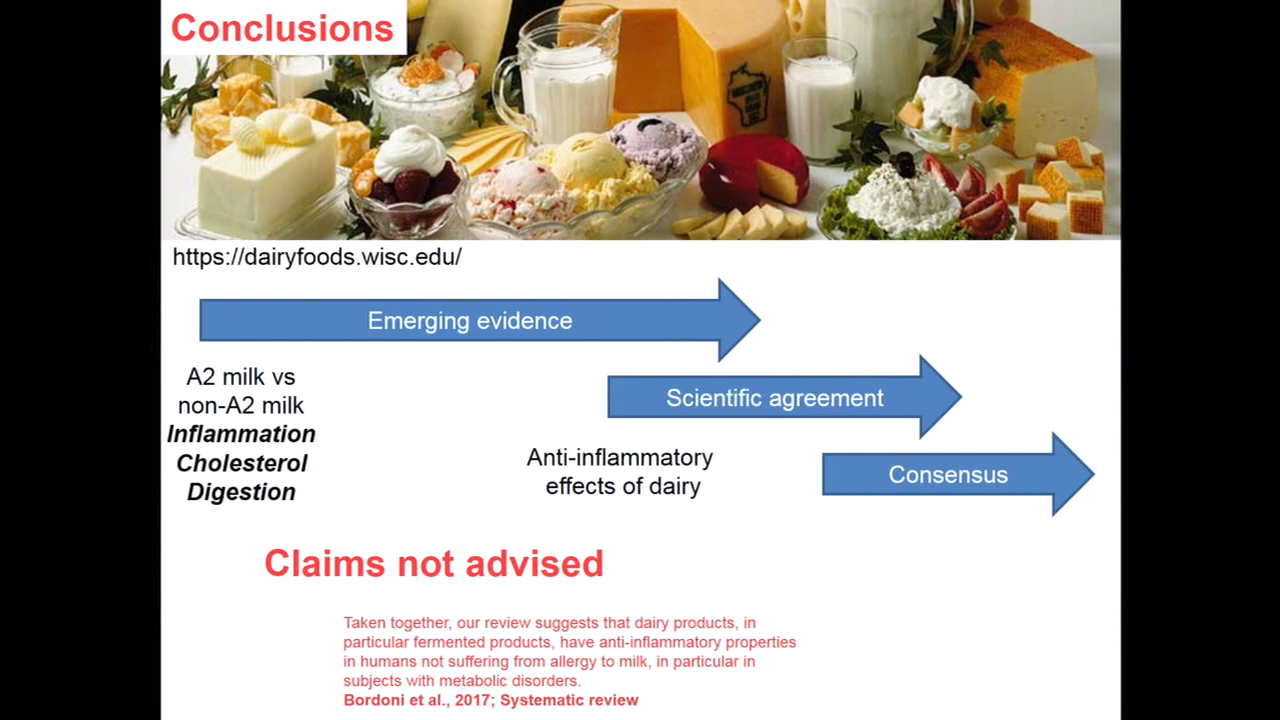 Conclusions
https://dairyfoods.wisc.edu/
Emerging evidence
A2 milk vs
non-A2 milk
Inflammation
Cholesterol
Digestion
Scientific agreement
Anti-inflammatory
effects of dairy
Consensus
Claims not advised
Taken together, our review suggests that dairy products, in
particular fermented products, have anti-inflammatory properties
in humans not suffering from allergy to milk, in particular in
subjects with metabolic disorders.
Bordoni et al., 2017; Systematic review